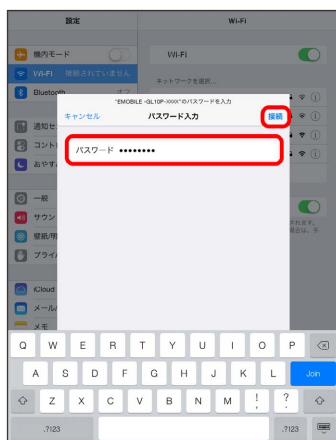 設定
Wi-Fi
機内モード
Wi-Fi 接続されていません
Wi-Fi
ネットワークを選択...
Bluetooth オフ
"EMOBILE -GL10P-XXXX"のパスワードを入力
キャンセル パスワード入力 接続
パスワード ••••••••
通知セ
コント
おやす
一般
サウン
壁紙/明
プライ
iCloud
メール/
メモ
Q W E R T Y U I O P
A S D F G H J K L Join
Z X C V B N M ! , ? .
.?123 .?123